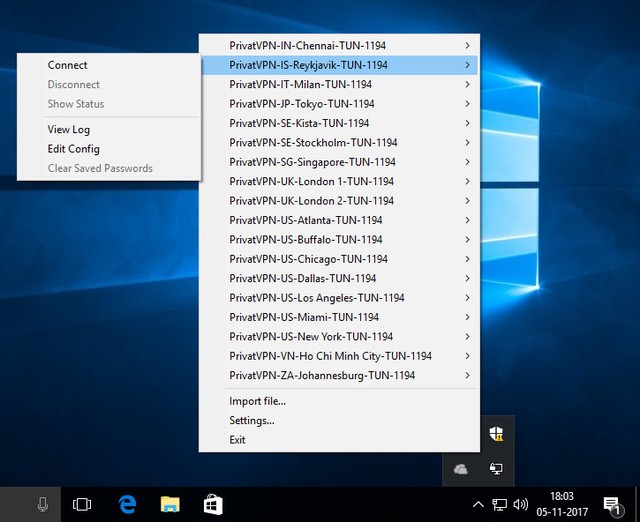 Connect
Disconnect
Show Status
View Log
Edit Config
Clear Saved Passwords
PrivatVPN-IN-Chennai-TUN-1194
PrivatVPN-IS-Reykjavik-TUN-1194
PrivatVPN-IT-Milan-TUN-1194
PrivatVPN-JP-Tokyo-TUN-1194
PrivatVPN-SE-Kista-TUN-1194
PrivatVPN-SE-Stockholm-TUN-1194
PrivatVPN-SG-Singapore-TUN-1194
PrivatVPN-UK-London 1-TUN-1194
PrivatVPN-UK-London 2-TUN-1194
PrivatVPN-US-Atlanta-TUN-1194
PrivatVPN-US-Buffalo-TUN-1194
PrivatVPN-US-Chicago-TUN-1194
PrivatVPN-US-Dallas-TUN-1194
PrivatVPN-US-Los Angeles-TUN-1194
PrivatVPN-US-Miami-TUN-1194
PrivatVPN-US-New York-TUN-1194
PrivatVPN-VN-Ho Chi Minh City-TUN-1194
PrivatVPN-ZA-Johannesburg-TUN-1194
Import file...
Settings...
Exit
18:03
05-11-2017
1